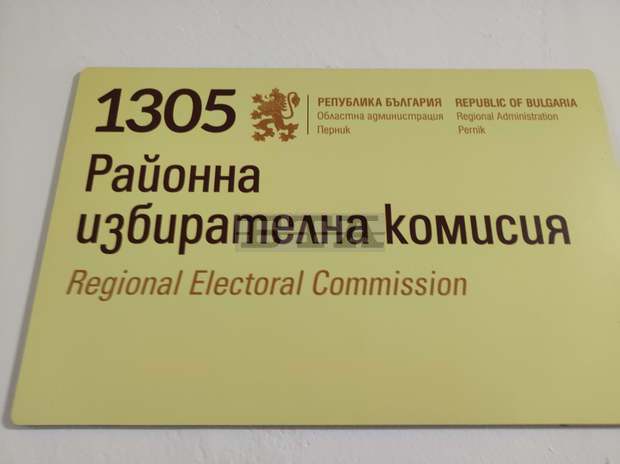 1305
РЕПУБЛИКА БЪЛГАРИЯ
Областна администрация
Перник
REPUBLIC OF BULGARIA
Regional Administration
Pernik
Районна
избирателна комисия
Regional Electoral Commission